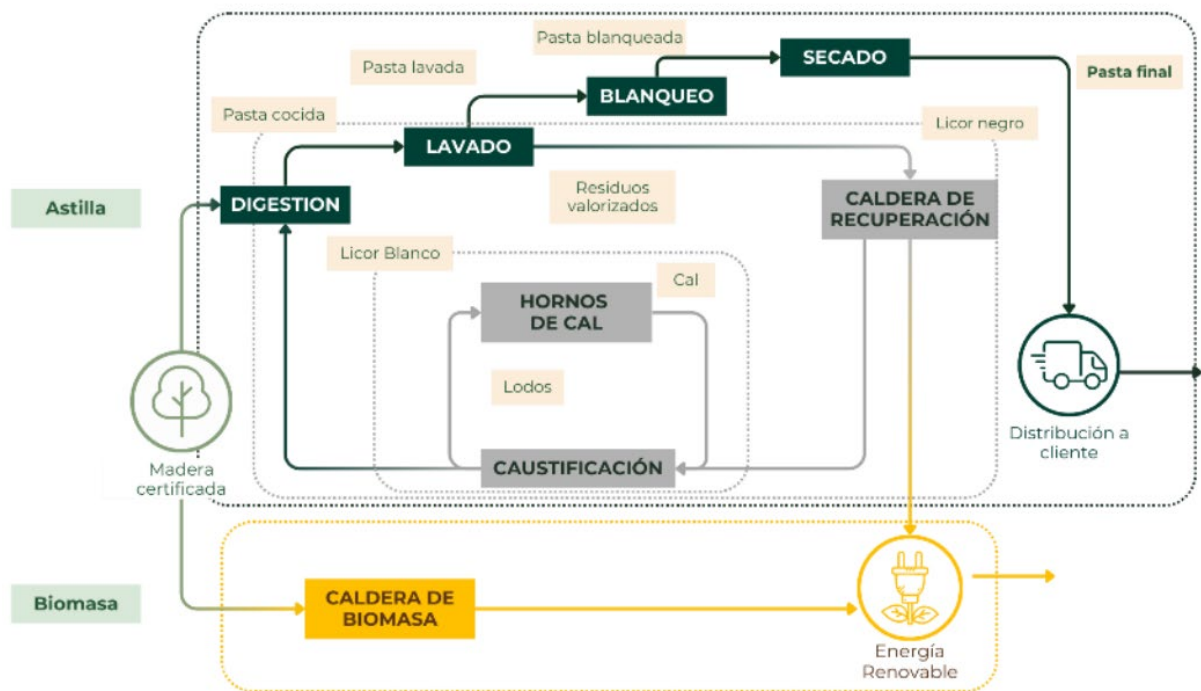 Pasta blanqueada
SECADO
Pasta final
Pasta lavada
BLANQUEO
Pasta cocida
Licor negro
LAVADO
Astilla
DIGESTION
Residuos
valorizados
CALDERA DE
RECUPERACIÓN
Licor Blanco
Cal
HORNOS
DE CAL
Lodos
Distribución a
cliente
Madera
certificada
CAUSTIFICACIÓN
Biomasa
CALDERA DE
BIOMASA
Energía
Renovable